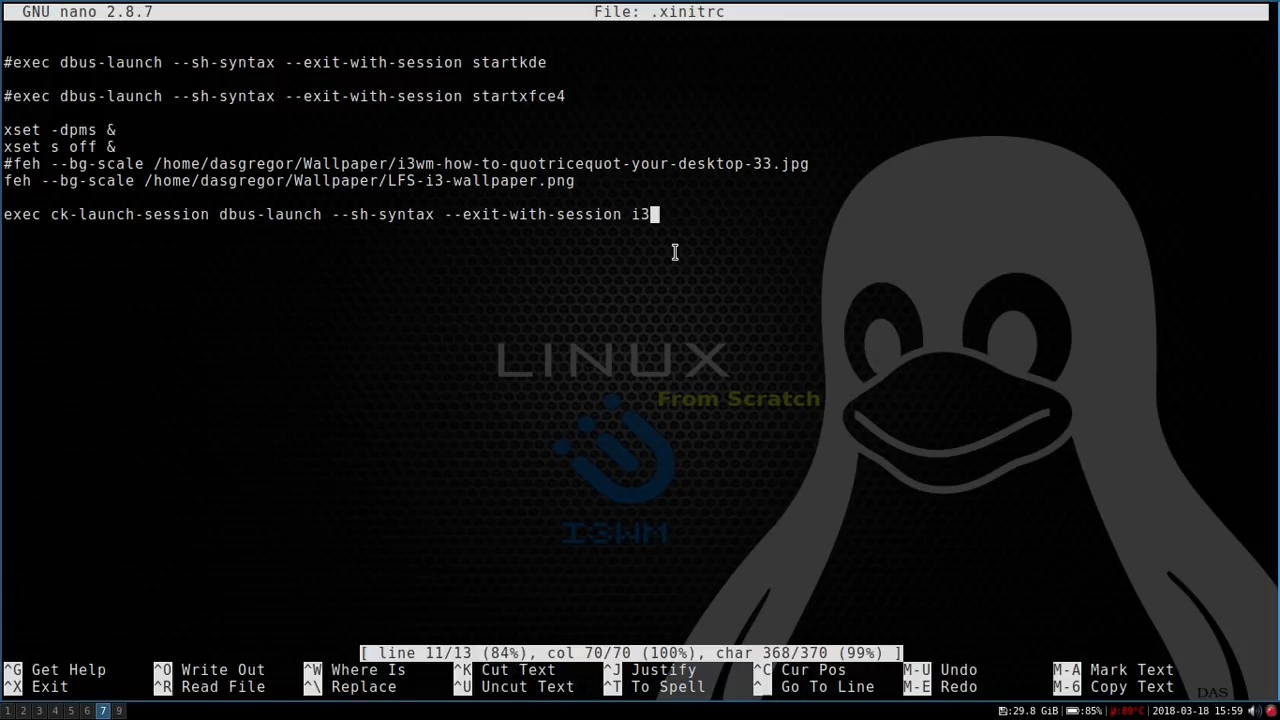 GNU nano 2.8.7 File: .xinitrc
#exec dbus-launch --sh-syntax --exit-with-session startkde
#exec dbus-launch --sh-syntax --exit-with-session startxfce4
xset -dpms &
xset s off &
#feh --bg-scale /home/dasgregor/Wallpaper/i3wm-how-to-quotricequot-your-desktop-33.jpg
feh --bg-scale /home/dasgregor/Wallpaper/LFS-i3-wallpaper.png
exec ck-launch-session dbus-launch --sh-syntax --exit-with-session i3
LINUX
From Scratch
I3WM
[ line 11/13 (84%), col 70/70 (100%), char 368/370 (99%) ]
^G Get Help ^O Write Out ^W Where Is ^K Cut Text ^J Justify ^C Cur Pos M-U Undo M-A Mark Text
^X Exit ^R Read File ^\ Replace ^U Uncut Text ^T To Spell ^_ Go To Line M-E Redo M-6 Copy Text
DAS
1 2 3 4 5 6 7 9 :29.8 GiB :85% :89°C 2018-03-18 15:59